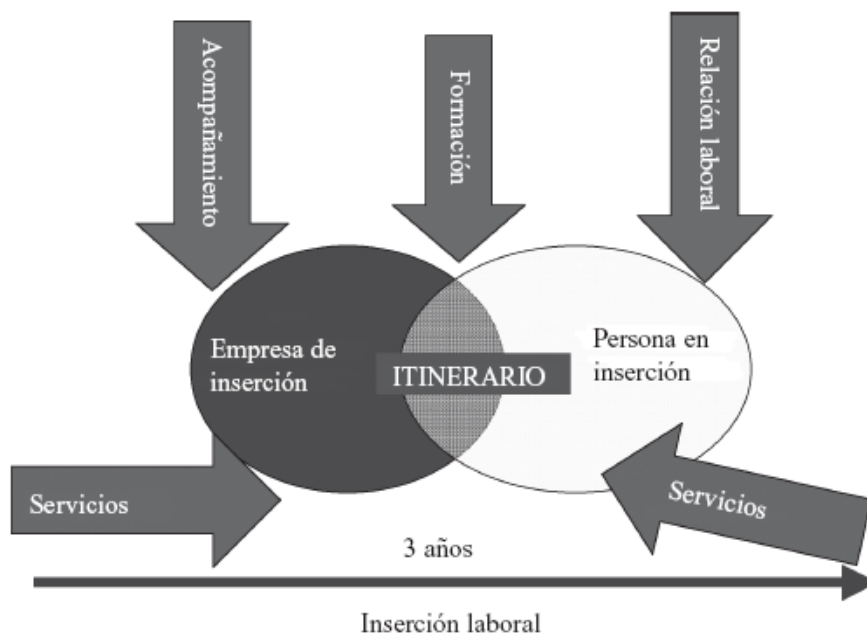 Acompañamiento
Formación
Relación laboral
Empresa de
inserción
ITINERARIO
Persona en
inserción
Servicios
Servicios
3 años
Inserción laboral